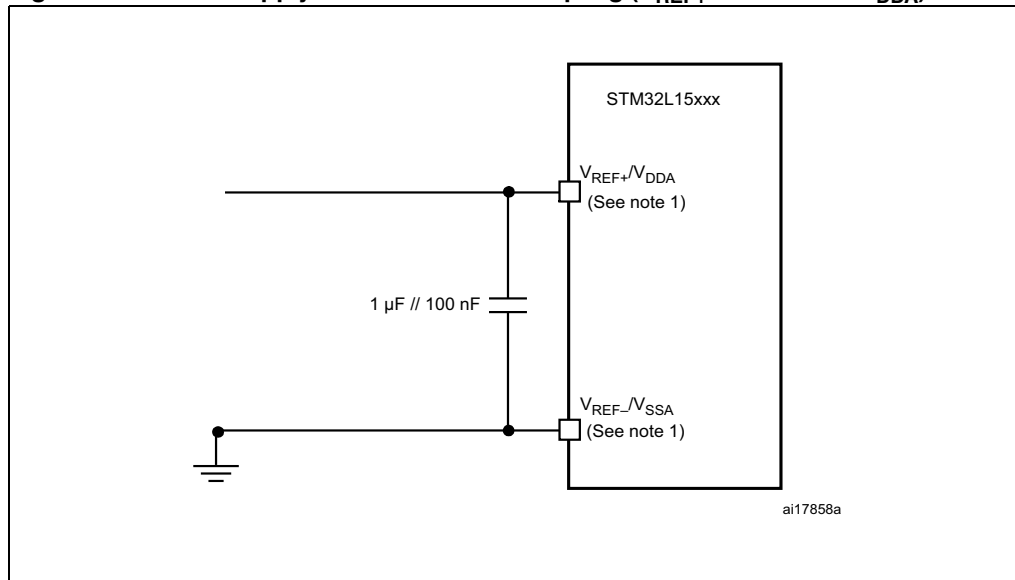 STM32L15xxx
VREF+/VDDA
(See note 1)
1 µF // 100 nF
VREF–/VSSA
(See note 1)
ai17858a